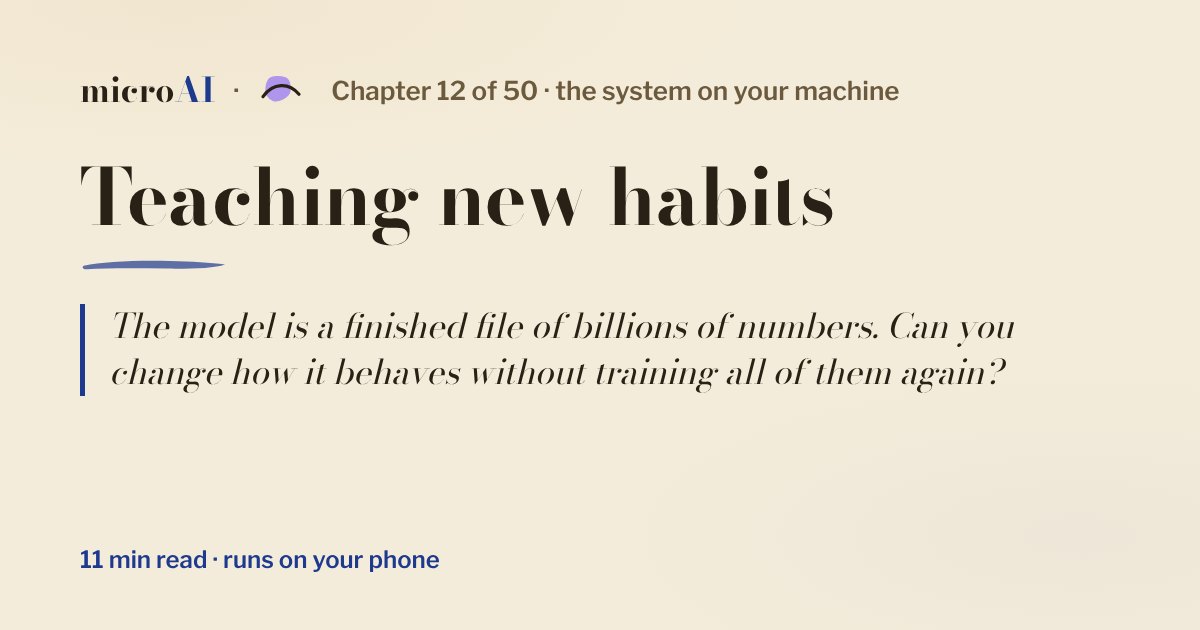 microAI · Chapter 12 of 50 · the system on your machine
Teaching new habits
The model is a finished file of billions of numbers. Can you
change how it behaves without training all of them again?
11 min read · runs on your phone